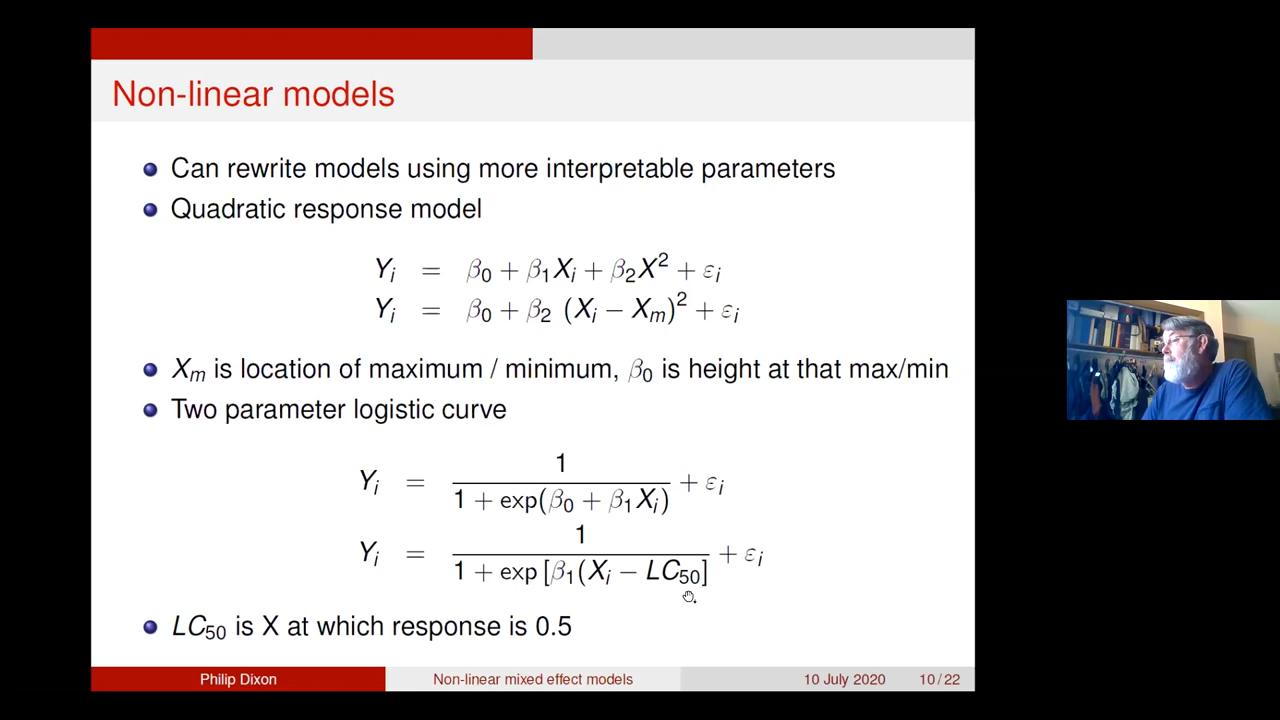 Non-linear models
Can rewrite models using more interpretable parameters
Quadratic response model
Yᵢ = β₀ + β₁Xᵢ + β₂X² + εᵢ
Yᵢ = β₀ + β₂ (Xᵢ − Xₘ)² + εᵢ
Xₘ is location of maximum / minimum, β₀ is height at that max/min
Two parameter logistic curve
Yᵢ = 1 / 1 + exp(β₀ + β₁Xᵢ) + εᵢ
Yᵢ = 1 / 1 + exp [β₁(Xᵢ − LC₅₀] + εᵢ
LC₅₀ is X at which response is 0.5
Philip Dixon Non-linear mixed effect models 10 July 2020 10 / 22